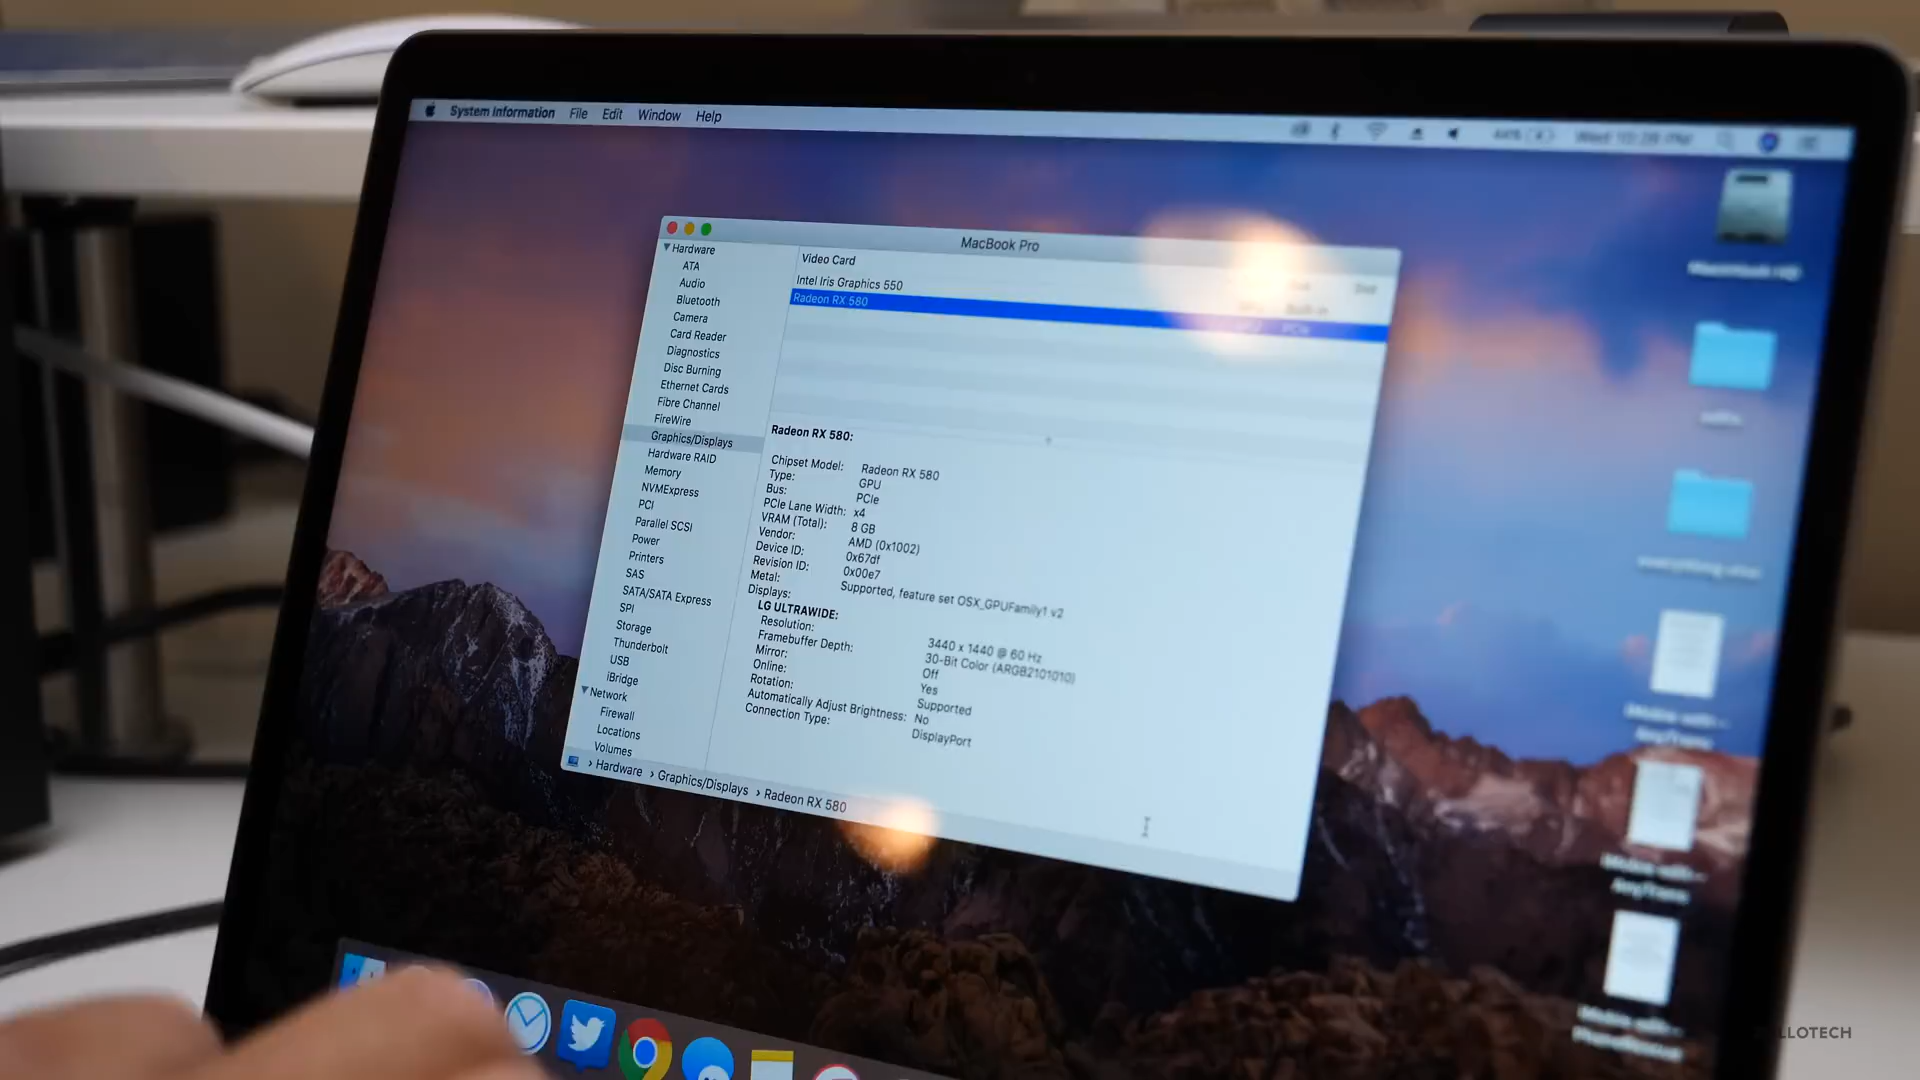 System Information File Edit Window Help
MacBook Pro
Hardware
ATA
Audio
Bluetooth
Camera
Card Reader
Diagnostics
Disc Burning
Ethernet Cards
Fibre Channel
FireWire
Graphics/Displays
Hardware RAID
Memory
NVMExpress
PCI
Parallel SCSI
Power
Printers
SAS
SATA/SATA Express
SPI
Storage
Thunderbolt
USB
iBridge
Network
Firewall
Locations
Volumes
Video Card
Intel Iris Graphics 550
Radeon RX 580
PCIe
Radeon RX 580:
Chipset Model: Radeon RX 580
Type: GPU
Bus: PCIe
PCIe Lane Width: x4
VRAM (Total): 8 GB
Vendor: AMD (0x1002)
Device ID: 0x67df
Revision ID: 0x00e7
Metal: Supported, feature set OSX_GPUFamily1 v2
Displays:
LG ULTRAWIDE:
Resolution: 3440 x 1440 @ 60 Hz
Framebuffer Depth: 30-Bit Color (ARGB2101010)
Mirror: Off
Online: Yes
Rotation: Supported
Automatically Adjust Brightness: No
Connection Type: DisplayPort
› Hardware › Graphics/Displays › Radeon RX 580
Macintosh HD